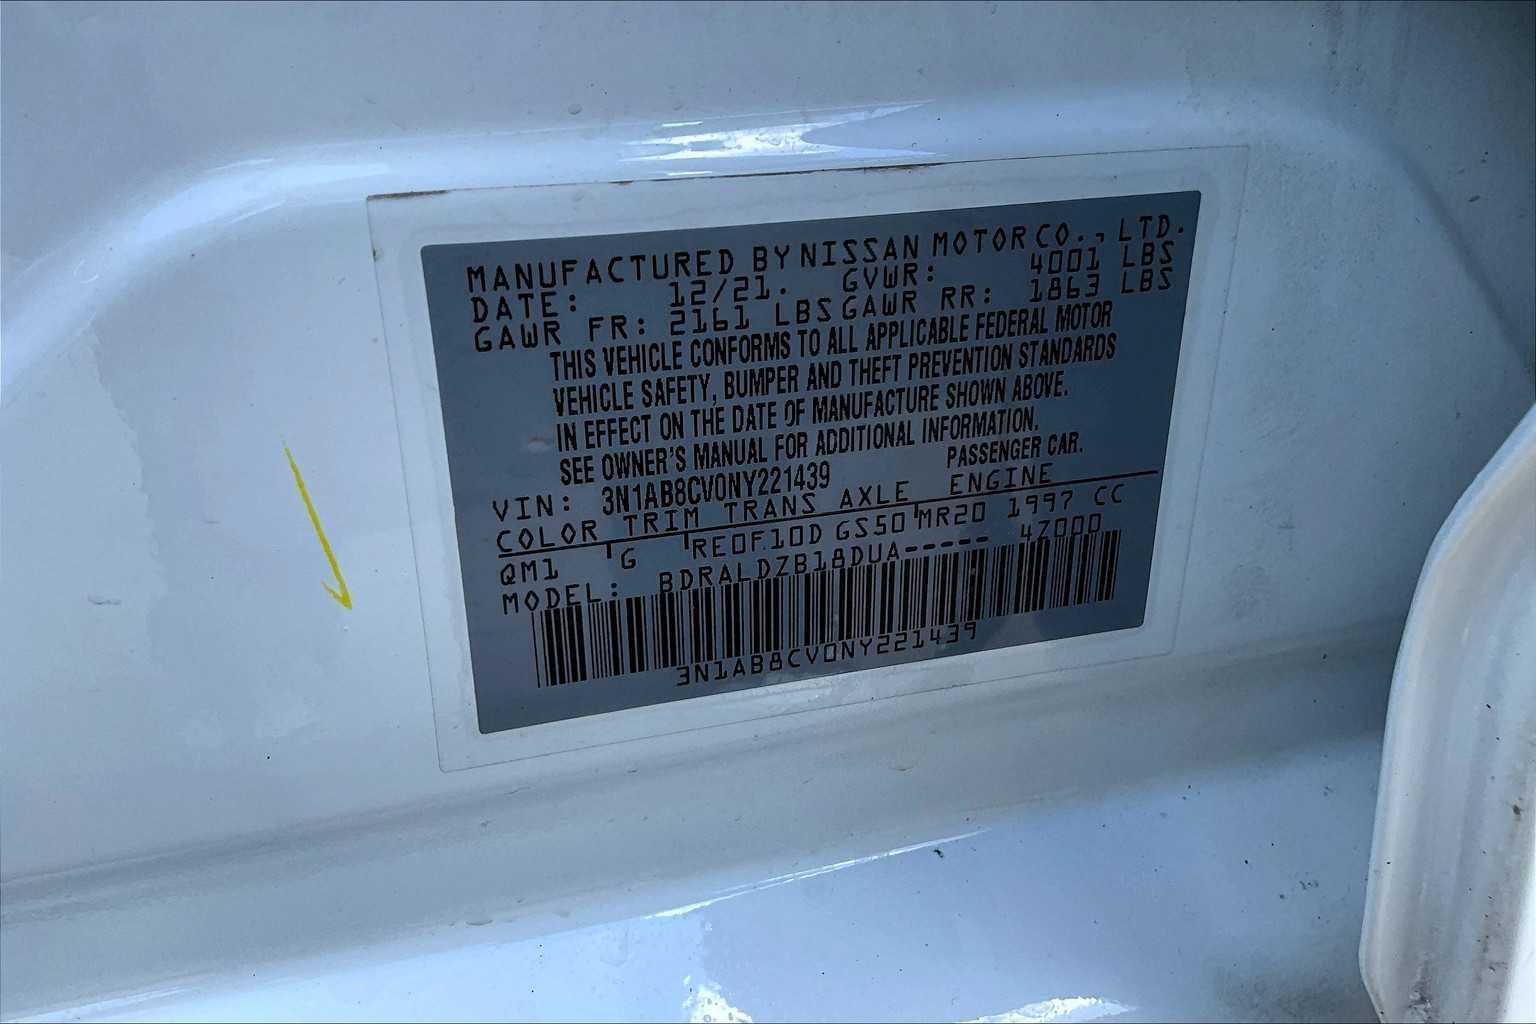 MANUFACTURED BY NISSAN MOTOR CO., LTD.
DATE: 12/21. GVWR: 4001 LBS
GAWR FR: 2161 LBS GAWR RR: 1863 LBS
THIS VEHICLE CONFORMS TO ALL APPLICABLE FEDERAL MOTOR
VEHICLE SAFETY, BUMPER AND THEFT PREVENTION STANDARDS
IN EFFECT ON THE DATE OF MANUFACTURE SHOWN ABOVE.
SEE OWNER'S MANUAL FOR ADDITIONAL INFORMATION.
PASSENGER CAR.
VIN: 3N1AB8CV0NY221439
COLOR TRIM TRANS AXLE ENGINE
QM1 G RE0F10D GS50 MR20 1997 CC
MODEL: BDRALDZB18DUA----- 4Z000
3N1AB8CV0NY221439